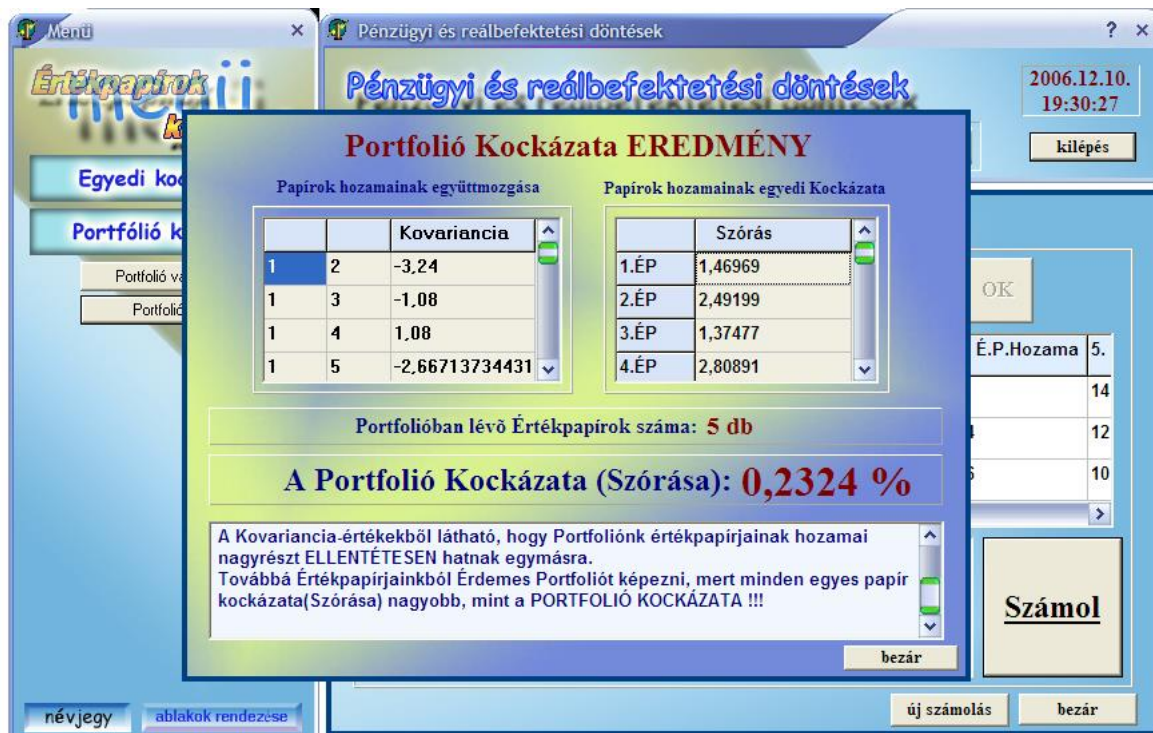 Menü
Pénzügyi és reálbefektetési döntések
Értékpapírok
menü
Pénzügyi és reálbefektetési döntések
2006.12.10.
19:30:27
kilépés
Egyedi
Portfólió
Portfolió
Portfolió Kockázata EREDMÉNY
Papírok hozamainak együttmozgása
Kovariancia
1 2 -3,24
1 3 -1,08
1 4 1,08
1 5 -2,66713734431
Papírok hozamainak egyedi Kockázata
Szórás
1.ÉP 1,46969
2.ÉP 2,49199
3.ÉP 1,37477
4.ÉP 2,80891
Portfolióban lévõ Értékpapírok száma: 5 db
A Portfolió Kockázata (Szórása): 0,2324 %
A Kovariancia-értékekből látható, hogy Portfoliónk értékpapírjainak hozamai
nagyrészt ELLENTÉTESEN hatnak egymásra.
Továbbá Értékpapírjainkból Érdemes Portfoliót képezni, mert minden egyes papír
kockázata(Szórása) nagyobb, mint a PORTFOLIÓ KOCKÁZATA !!!
bezár
OK
É.P.Hozama 5.
14
12
10
Számol
új számolás
bezár
névjegy
ablakok rendezése